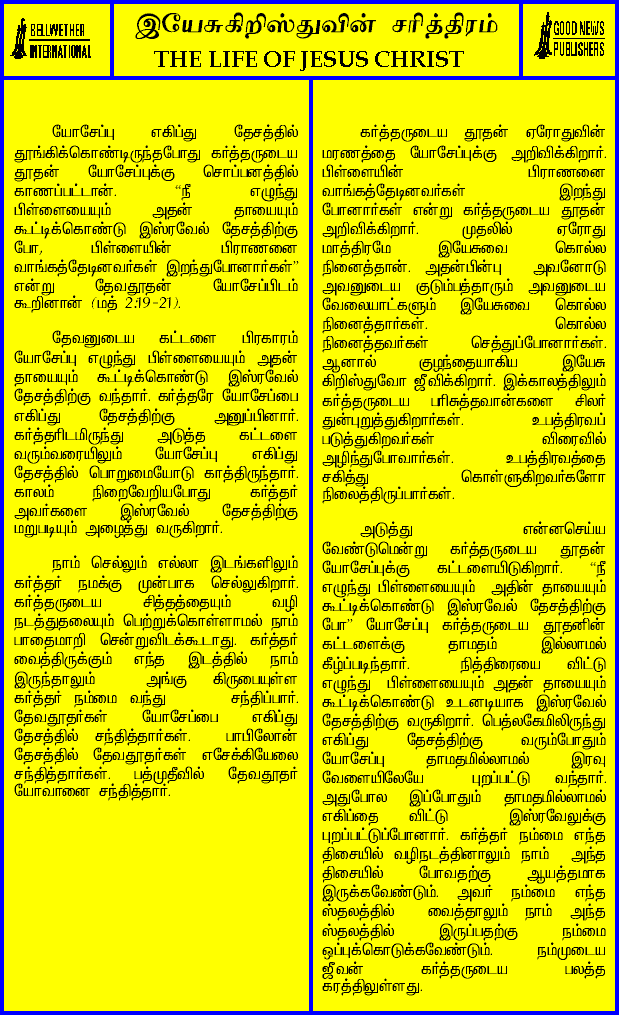 BELLWETHER
INTERNATIONAL
இயேசுகிறிஸ்துவின் சரித்திரம்
THE LIFE OF JESUS CHRIST
GOOD NEWS
PUBLISHERS
யோசேப்பு எகிப்து தேசத்தில்
தூங்கிக்கொண்டிருந்தபோது கர்த்தருடைய
தூதன் யோசேப்புக்கு சொப்பனத்தில்
காணப்பட்டான். “நீ எழுந்து
பிள்ளையையும் அதன் தாயையும்
கூட்டிக்கொண்டு இஸ்ரவேல் தேசத்திற்கு
போ, பிள்ளையின் பிராணனை
வாங்கத்தேடினவர்கள் இறந்துபோனார்கள்”
என்று தேவதூதன் யோசேப்பிடம்
கூறினான் (மத் 2:19-21).
தேவனுடைய கட்டளை பிரகாரம்
யோசேப்பு எழுந்து பிள்ளையையும் அதன்
தாயையும் கூட்டிக்கொண்டு இஸ்ரவேல்
தேசத்திற்கு வந்தார். கர்த்தரே யோசேப்பை
எகிப்து தேசத்திற்கு அனுப்பினார்.
கர்த்தரிடமிருந்து அடுத்த கட்டளை
வரும்வரையிலும் யோசேப்பு எகிப்து
தேசத்தில் பொறுமையோடு காத்திருந்தார்.
காலம் நிறைவேறியபோது கர்த்தர்
அவர்களை இஸ்ரவேல் தேசத்திற்கு
மறுபடியும் அழைத்து வருகிறார்.
நாம் செல்லும் எல்லா இடங்களிலும்
கர்த்தர் நமக்கு முன்பாக செல்லுகிறார்.
கர்த்தருடைய சித்தத்தையும் வழி
நடத்துதலையும் பெற்றுக்கொள்ளாமல் நாம்
பாதைமாறி சென்றுவிடக்கூடாது. கர்த்தர்
வைத்திருக்கும் எந்த இடத்தில் நாம்
இருந்தாலும் அங்கு கிருபையுள்ள
கர்த்தர் நம்மை வந்து சந்திப்பார்.
தேவதூதர்கள் யோசேப்பை எகிப்து
தேசத்தில் சந்தித்தார்கள். பாபிலோன்
தேசத்தில் தேவதூதர்கள் எசேக்கியேலை
சந்தித்தார்கள். பத்முதீவில் தேவதூதர்
யோவானை சந்தித்தார்.
கர்த்தருடைய தூதன் ஏரோதுவின்
மரணத்தை யோசேப்புக்கு அறிவிக்கிறார்.
பிள்ளையின் பிராணனை
வாங்கத்தேடினவர்கள் இறந்து
போனார்கள் என்று கர்த்தருடைய தூதன்
அறிவிக்கிறார். முதலில் ஏரோது
மாத்திரமே இயேசுவை கொல்ல
நினைத்தான். அதன்பின்பு அவனோடு
அவனுடைய குடும்பத்தாரும் அவனுடைய
வேலையாட்களும் இயேசுவை கொல்ல
நினைத்தார்கள். கொல்ல
நினைத்தவர்கள் செத்துப்போனார்கள்.
ஆனால் குழந்தையாகிய இயேசு
கிறிஸ்துவோ ஜீவிக்கிறார். இக்காலத்திலும்
கர்த்தருடைய பரிசுத்தவான்களை சிலர்
துன்புறுத்துகிறார்கள். உபத்திரவப்
படுத்துகிறவர்கள் விரைவில்
அழிந்துபோவார்கள். உபத்திரவத்தை
சகித்து கொள்ளுகிறவர்களோ
நிலைத்திருப்பார்கள்.
அடுத்து என்னசெய்ய
வேண்டுமென்று கர்த்தருடைய தூதன்
யோசேப்புக்கு கட்டளையிடுகிறார். “நீ
எழுந்து பிள்ளையையும் அதின் தாயையும்
கூட்டிக்கொண்டு இஸ்ரவேல் தேசத்திற்கு
போ” யோசேப்பு கர்த்தருடைய தூதனின்
கட்டளைக்கு தாமதம் இல்லாமல்
கீழ்ப்படிந்தார். நித்திரையை விட்டு
எழுந்து பிள்ளையையும் அதன் தாயையும்
கூட்டிக்கொண்டு உடனடியாக இஸ்ரவேல்
தேசத்திற்கு வருகிறார். பெத்லகேமிலிருந்து
எகிப்து தேசத்திற்கு வரும்போதும்
யோசேப்பு தாமதமில்லாமல் இரவு
வேளையிலேயே புறப்பட்டு வந்தார்.
அதுபோல இப்போதும் தாமதமில்லாமல்
எகிப்தை விட்டு இஸ்ரவேலுக்கு
புறப்பட்டுப்போனார். கர்த்தர் நம்மை எந்த
திசையில் வழிநடத்தினாலும் நாம் அந்த
திசையில் போவதற்கு ஆயத்தமாக
இருக்கவேண்டும். அவர் நம்மை எந்த
ஸ்தலத்தில் வைத்தாலும் நாம் அந்த
ஸ்தலத்தில் இருப்பதற்கு நம்மை
ஒப்புக்கொடுக்கவேண்டும். நம்முடைய
ஜீவன் கர்த்தருடைய பலத்த
கரத்திலுள்ளது.